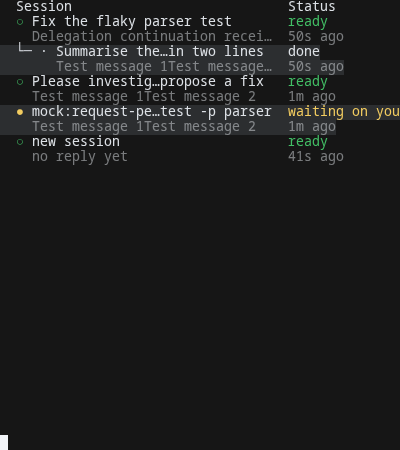 Session Status
○ Fix the flaky parser test ready
Delegation continuation recei… 50s ago
└─ · Summarise the…in two lines done
Test message 1Test message… 50s ago
○ Please investig…propose a fix ready
Test message 1Test message 2 1m ago
● mock:request-pe…test -p parser waiting on you
Test message 1Test message 2 1m ago
○ new session ready
no reply yet 41s ago